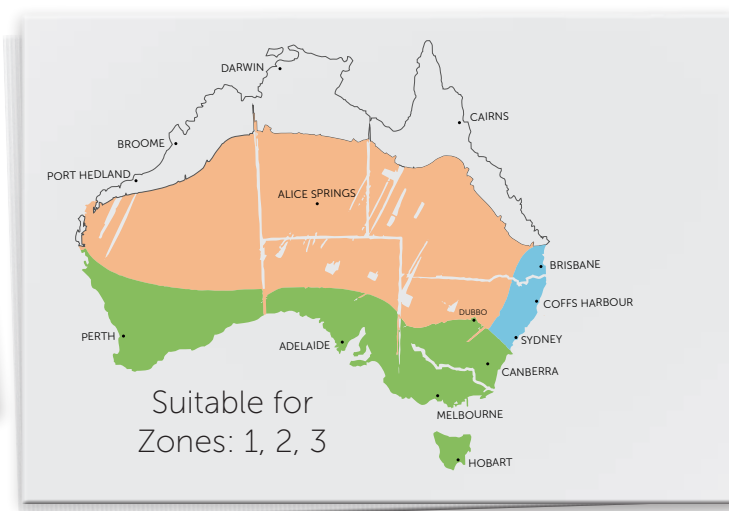 DARWIN
CAIRNS
BROOME
PORT HEDLAND
ALICE SPRINGS
BRISBANE
COFFS HARBOUR
DUBBO
PERTH
ADELAIDE
SYDNEY
CANBERRA
Suitable for
MELBOURNE
Zones: 1, 2, 3
HOBART